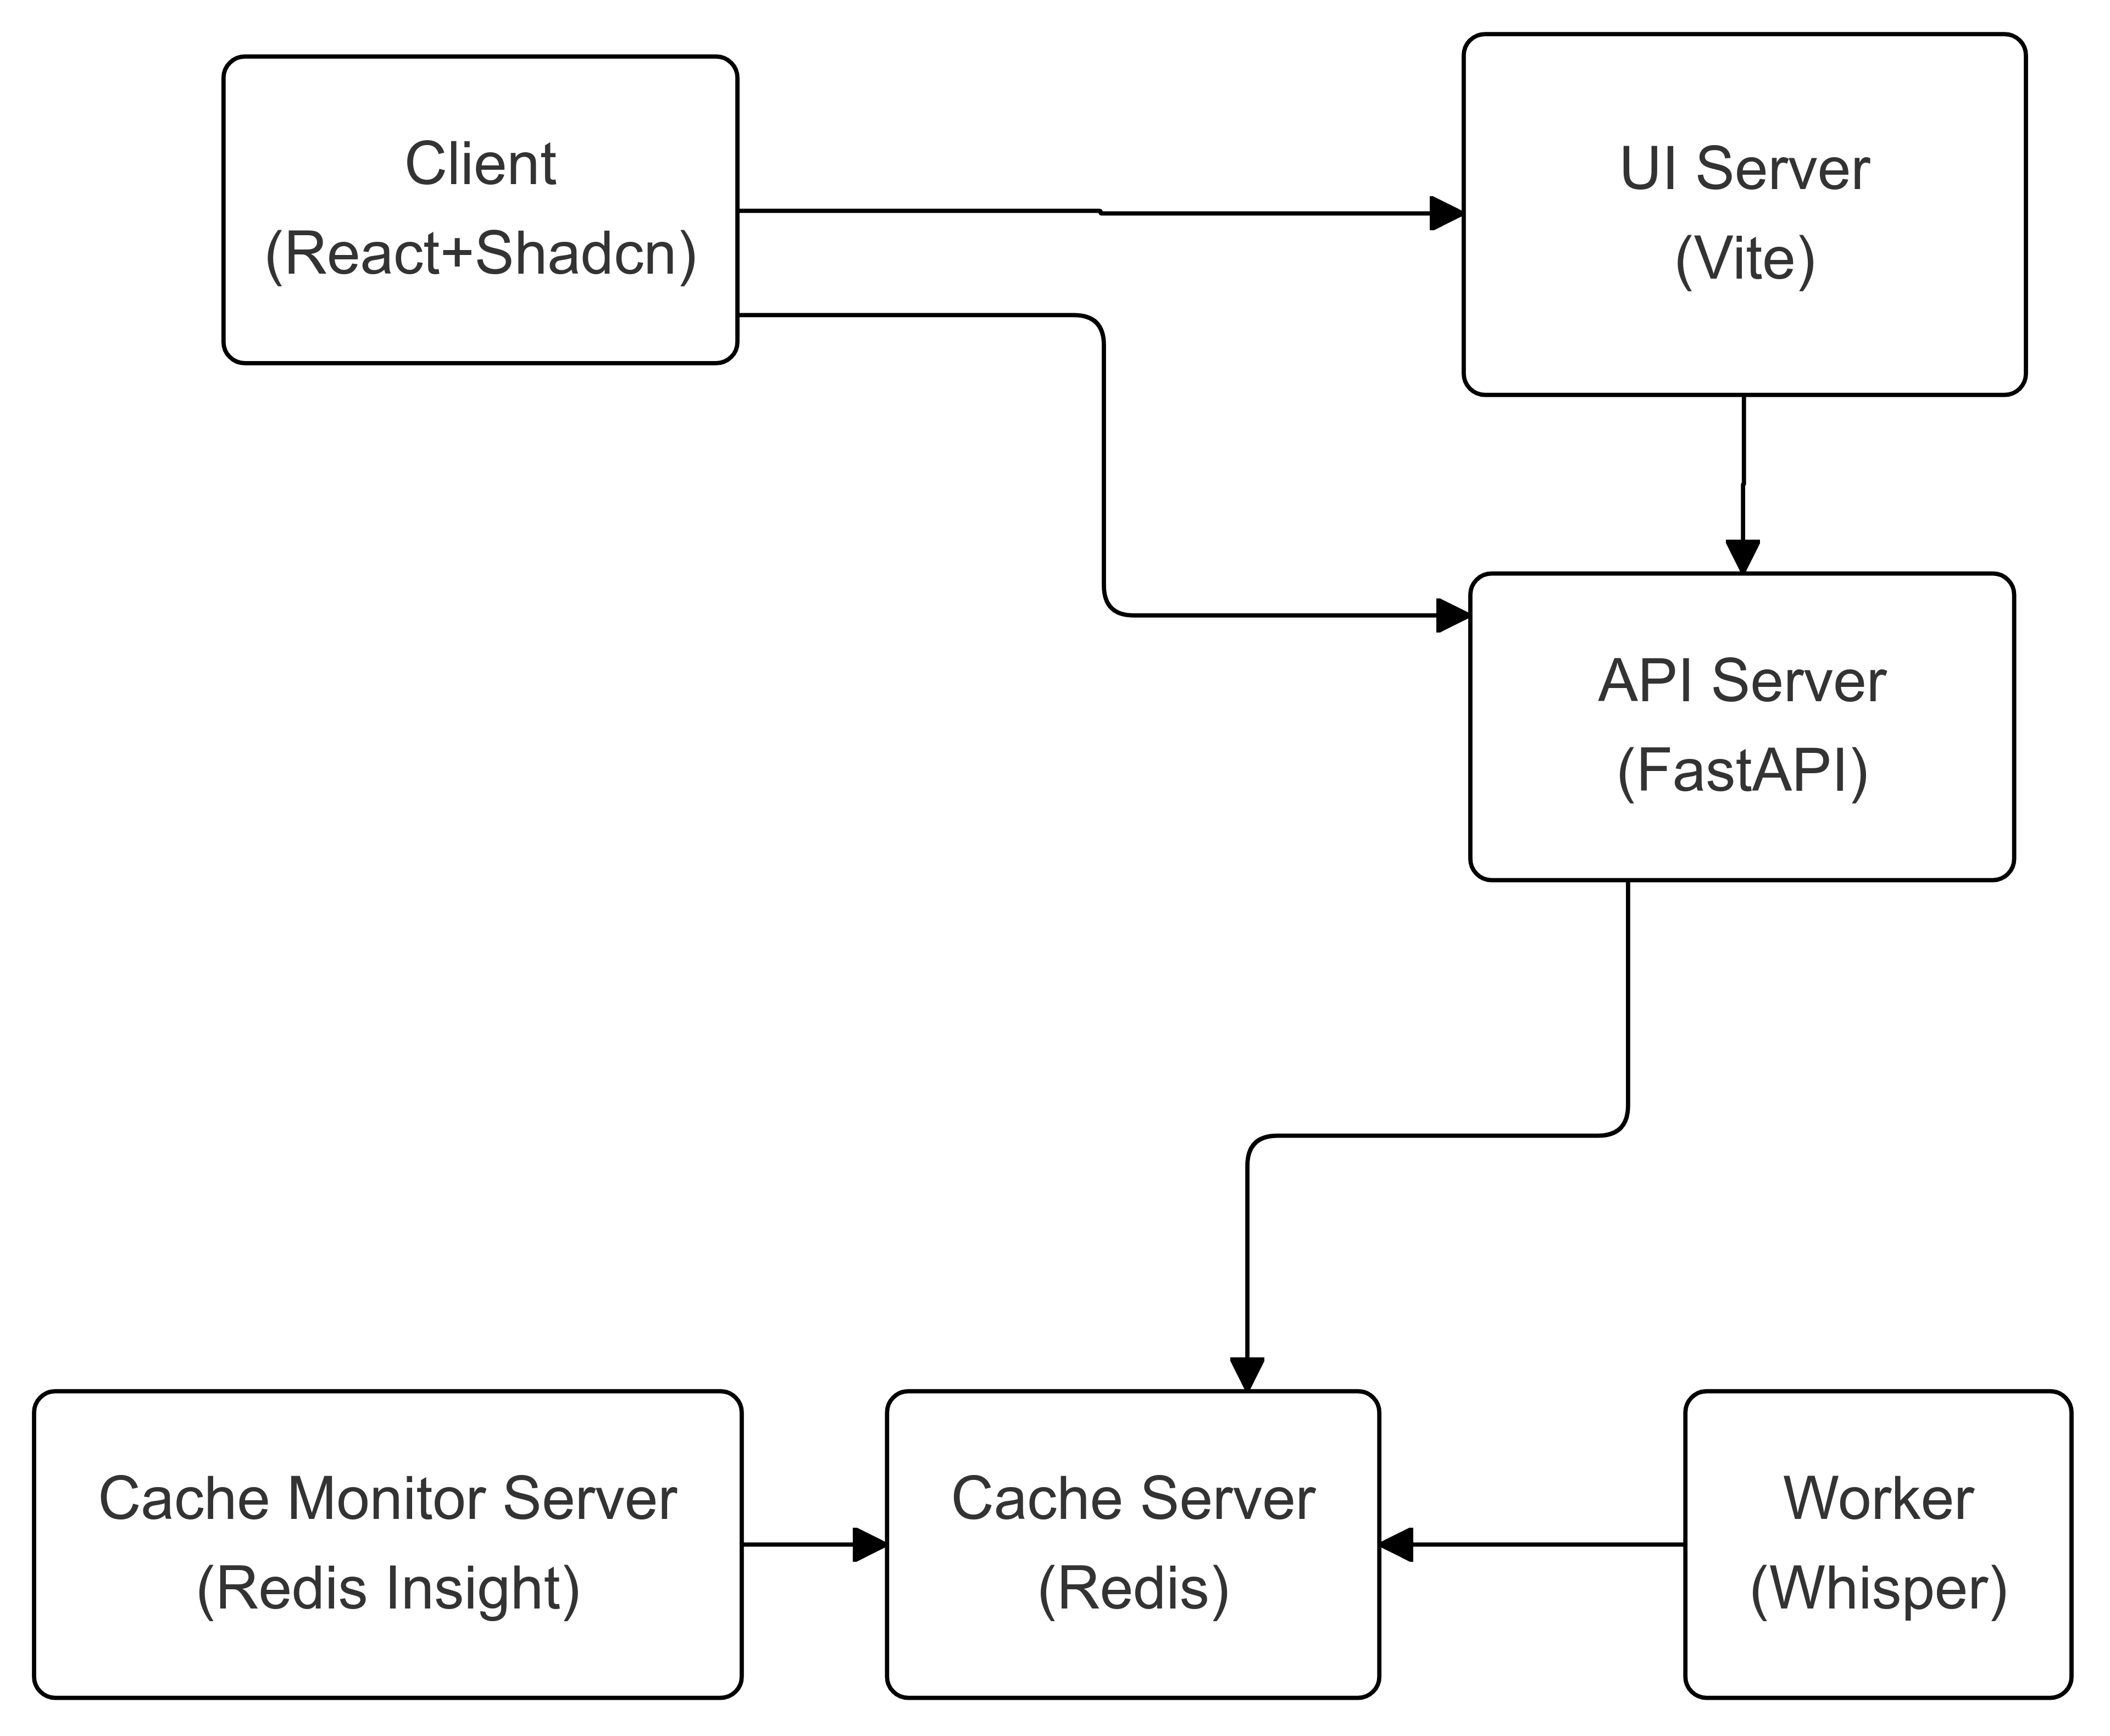 Client
(React+Shadcn)
UI Server
(Vite)
API Server
(FastAPI)
Cache Monitor Server
(Redis Insight)
Cache Server
(Redis)
Worker
(Whisper)